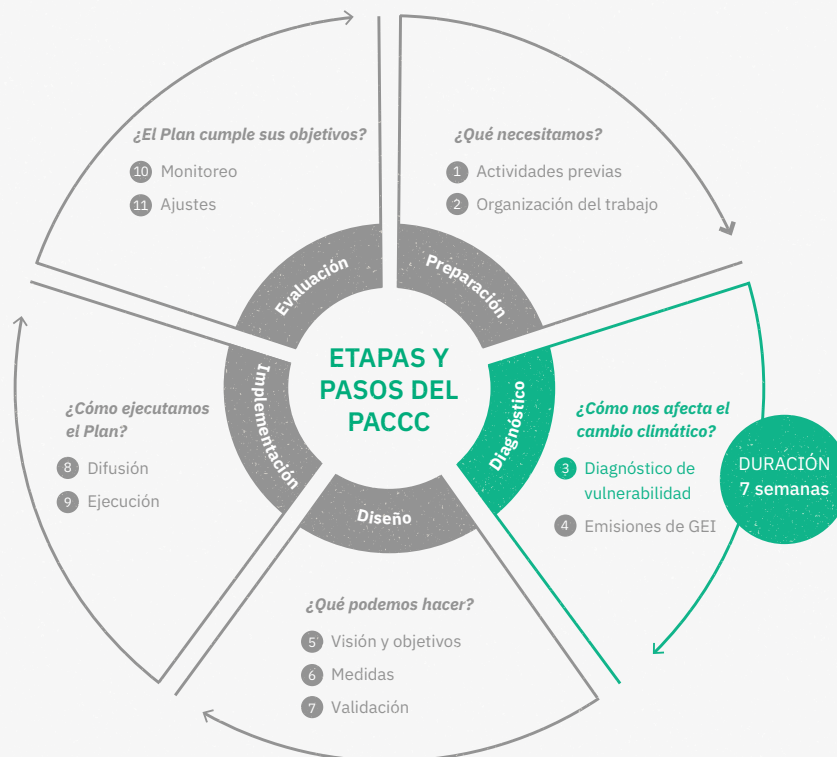 ETAPAS Y
PASOS DEL
PACCC
Preparación
¿Qué necesitamos?
1 Actividades previas
2 Organización del trabajo
Diagnóstico
¿Cómo nos afecta el
cambio climático?
3 Diagnóstico de
vulnerabilidad
4 Emisiones de GEI
DURACIÓN
7 semanas
Diseño
¿Qué podemos hacer?
5 Visión y objetivos
6 Medidas
7 Validación
Implementación
¿Cómo ejecutamos
el Plan?
8 Difusión
9 Ejecución
Evaluación
¿El Plan cumple sus objetivos?
10 Monitoreo
11 Ajustes